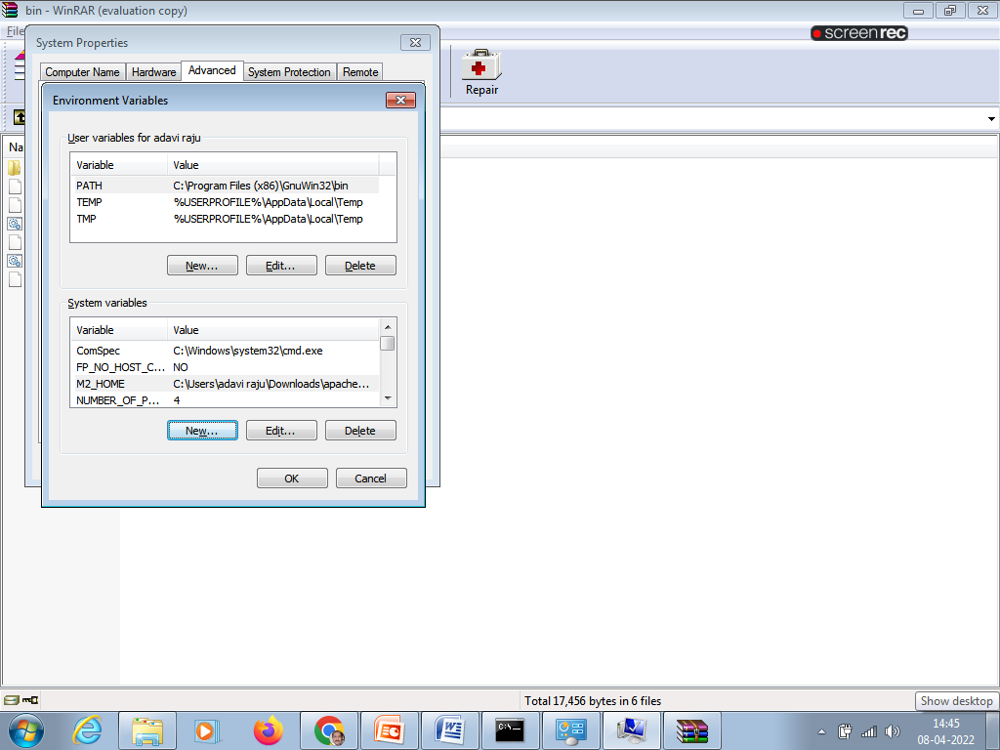 bin - WinRAR (evaluation copy)
File
screenrec
System Properties
Computer Name Hardware Advanced System Protection Remote
Repair
Environment Variables
User variables for adavi raju
Variable Value
PATH C:\Program Files (x86)\GnuWin32\bin
TEMP %USERPROFILE%\AppData\Local\Temp
TMP %USERPROFILE%\AppData\Local\Temp
New... Edit... Delete
System variables
Variable Value
ComSpec C:\Windows\system32\cmd.exe
FP_NO_HOST_C... NO
M2_HOME C:\Users\adavi raju\Downloads\apache...
NUMBER_OF_P... 4
New... Edit... Delete
OK Cancel
Total 17,456 bytes in 6 files
Show desktop
14:45
08-04-2022